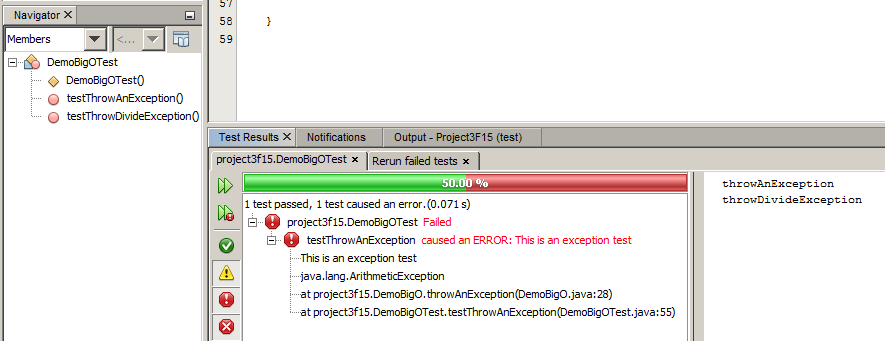 Navigator
Members
<...
DemoBigOTest
DemoBigOTest()
testThrowAnException()
testThrowDivideException()
57
58 }
59
Test Results Notifications Output - Project3F15 (test)
project3f15.DemoBigOTest Rerun failed tests
50.00 %
1 test passed, 1 test caused an error.(0.071 s)
project3f15.DemoBigOTest Failed
testThrowAnException caused an ERROR: This is an exception test
This is an exception test
java.lang.ArithmeticException
at project3f15.DemoBigO.throwAnException(DemoBigO.java:28)
at project3f15.DemoBigOTest.testThrowAnException(DemoBigOTest.java:55)
throwAnException
throwDivideException